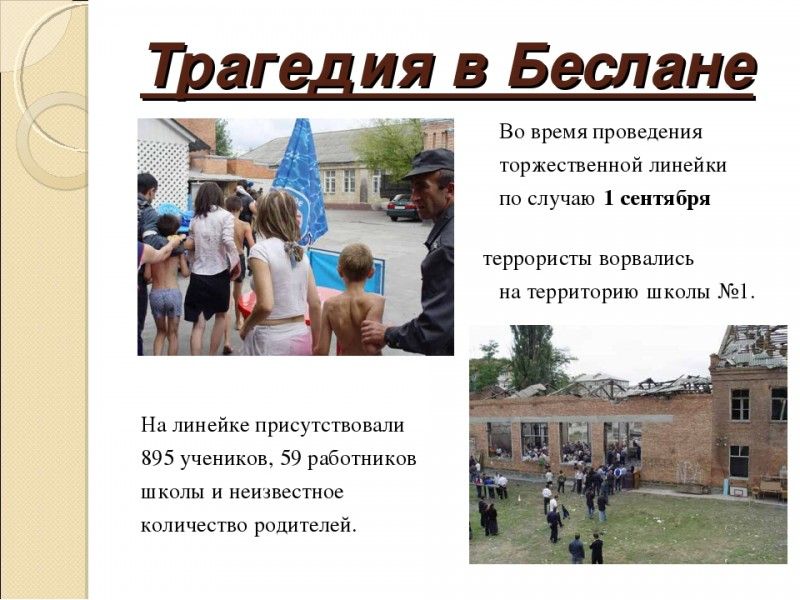 Трагедия в Беслане
Во время проведения
торжественной линейки
по случаю 1 сентября
террористы ворвались
на территорию школы №1.
На линейке присутствовали
895 учеников, 59 работников
школы и неизвестное
количество родителей.